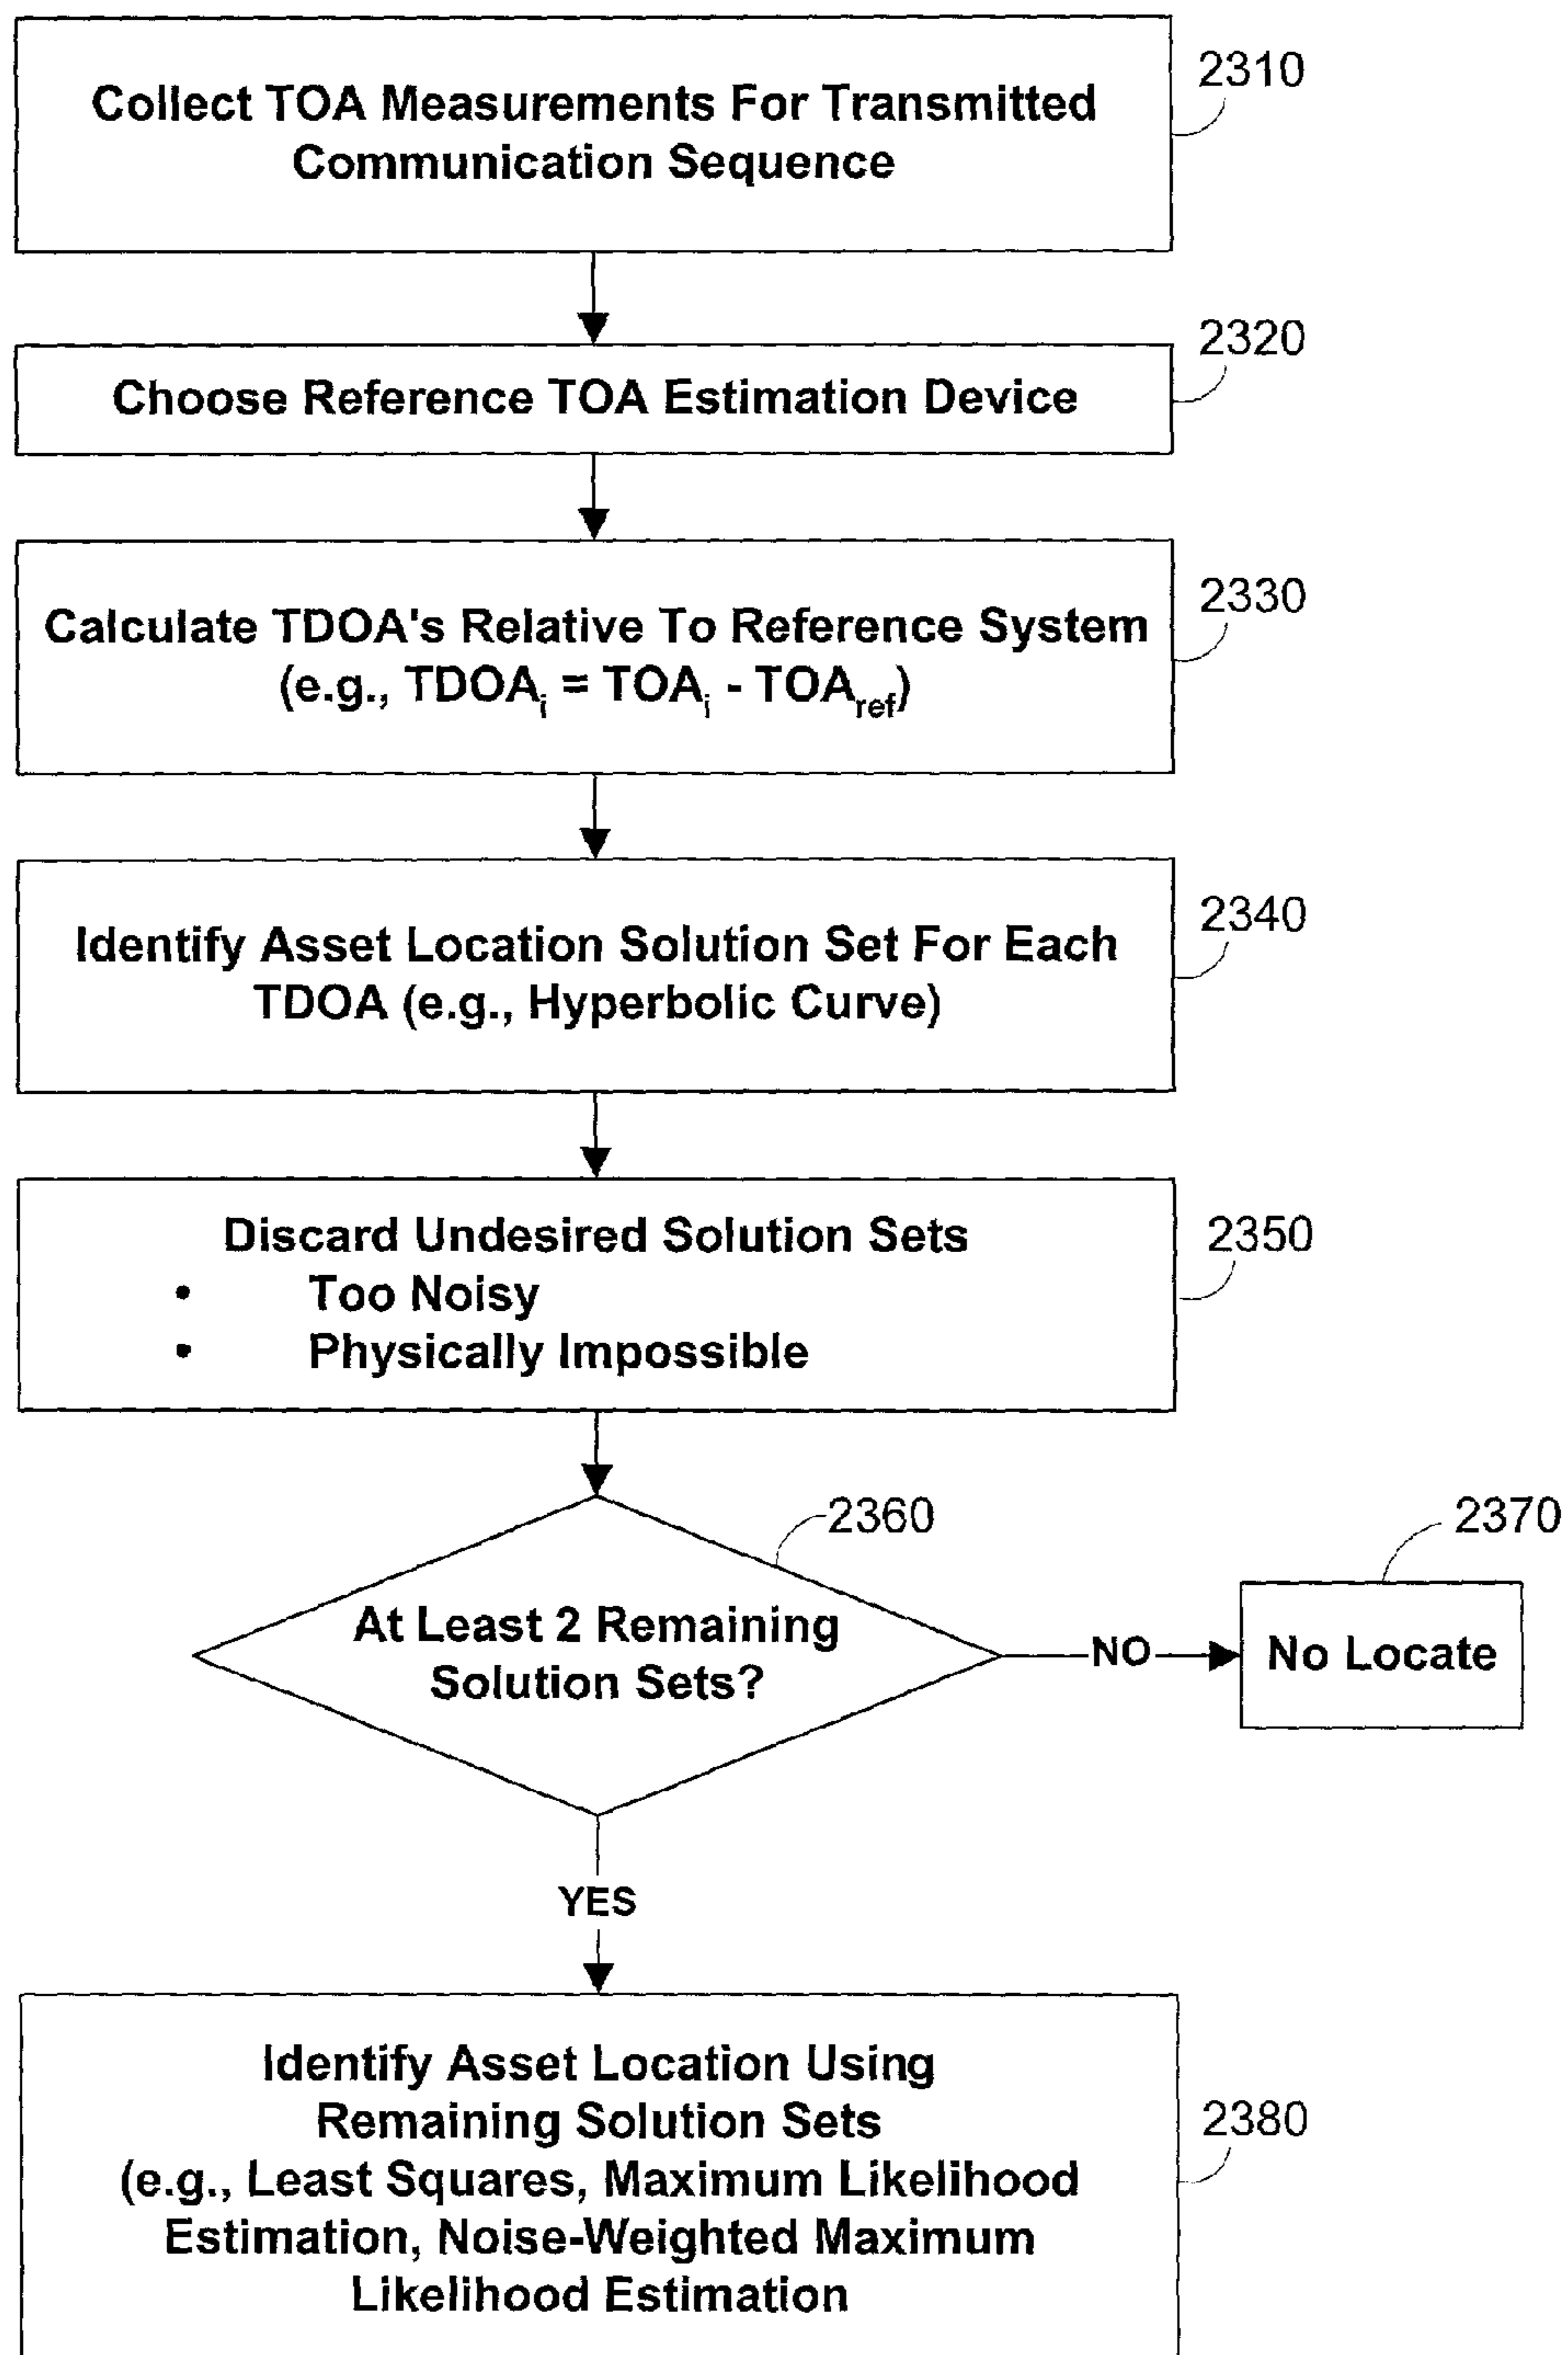 2310
Collect TOA Measurements For Transmitted
Communication Sequence
2320
Choose Reference TOA Estimation Device
2330
Calculate TDOA's Relative To Reference System
(e.g., TDOAi = TOAi - TOAref)
2340
Identify Asset Location Solution Set For Each
TDOA (e.g., Hyperbolic Curve)
2350
Discard Undesired Solution Sets
• Too Noisy
• Physically Impossible
2360
At Least 2 Remaining
Solution Sets?
NO
2370
No Locate
YES
2380
Identify Asset Location Using
Remaining Solution Sets
(e.g., Least Squares, Maximum Likelihood
Estimation, Noise-Weighted Maximum
Likelihood Estimation